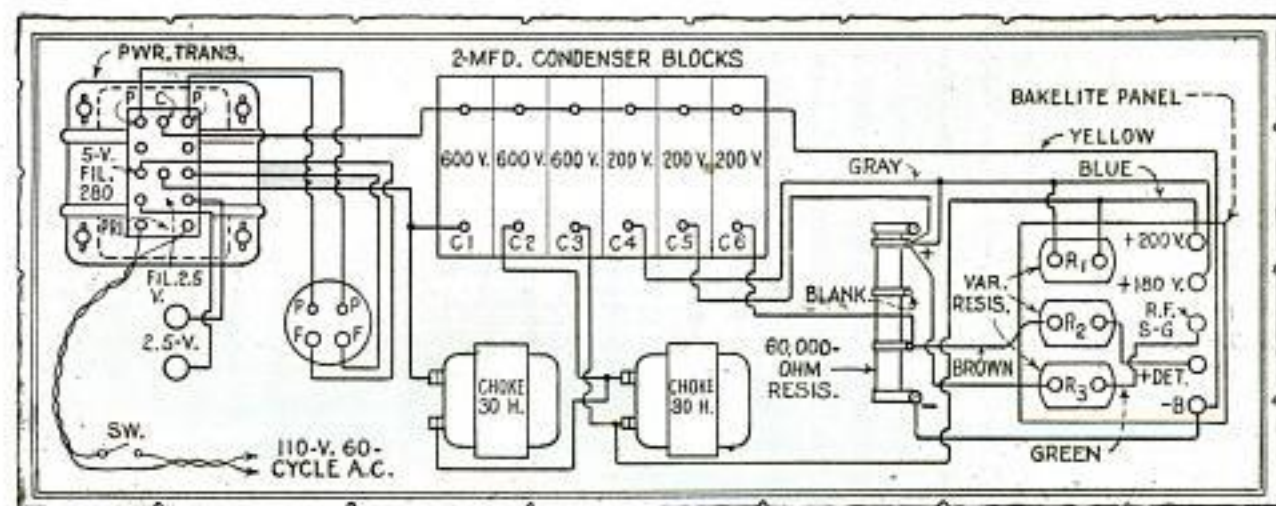 PWR. TRANS.
2-MFD. CONDENSER BLOCKS
BAKELITE PANEL
YELLOW
BLUE
GRAY
P C P
5-V.
FIL.
280
PRI.
FIL. 2.5
V.
2.5-V.
600 V. 600 V. 600 V. 200 V. 200 V. 200 V.
C1 C2 C3 C4 C5 C6
P P
F F
CHOKE
30 H.
CHOKE
30 H.
+
BLANK.
60,000-
OHM
RESIS.
-
VAR.
RESIS.
BROWN
GREEN
R1
R2
R3
+200 V.
+180 V.
R.F.
S-G
+DET.
-B
SW.
110-V. 60-
CYCLE A.C.